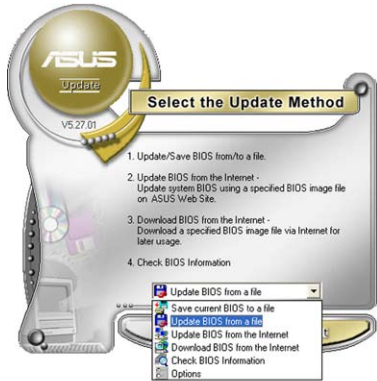 ASUS
Update
V5.27.01
Select the Update Method
1. Update/Save BIOS from/to a file.
2. Update BIOS from the Internet -
Update system BIOS using a specified BIOS image file
on ASUS Web Site.
3. Download BIOS from the Internet -
Download a specified BIOS image file via Internet for
later usage.
4. Check BIOS Information
Update BIOS from a file
Save current BIOS to a file
Update BIOS from a file
Update BIOS from the Internet
Download BIOS from the Internet
Check BIOS Information
Options